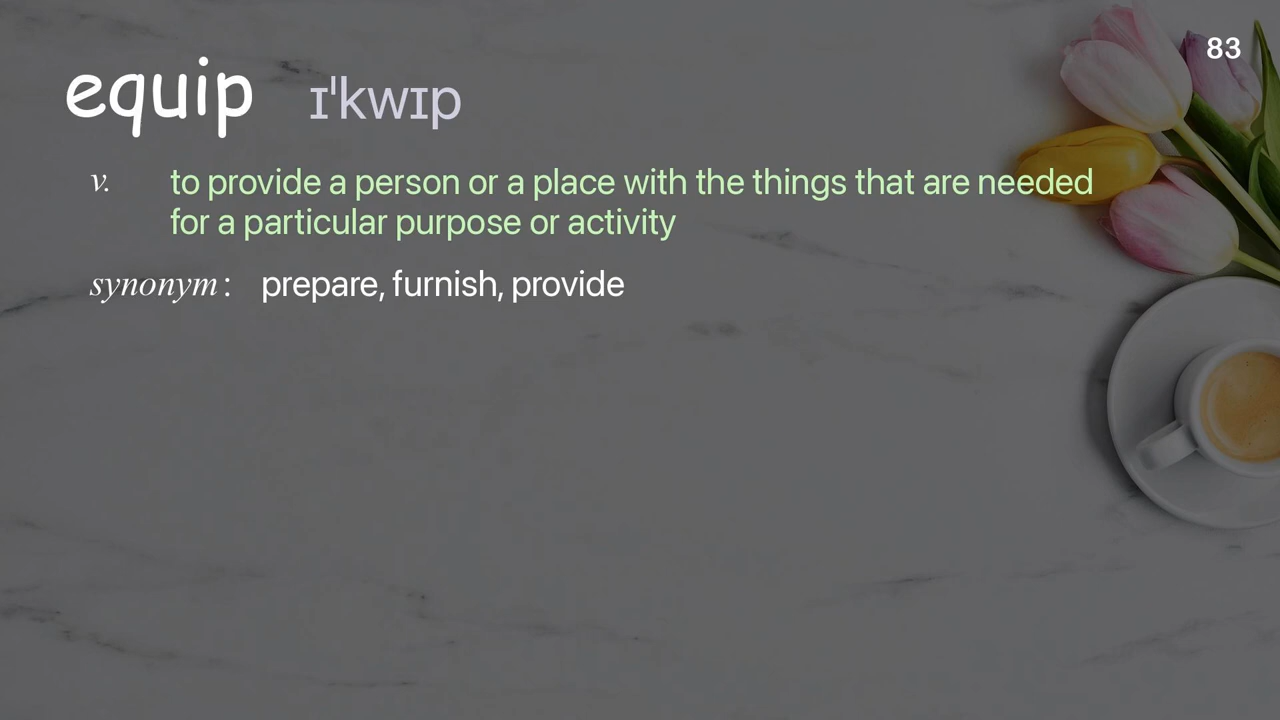 83
equip ɪˈkwɪp
v. to provide a person or a place with the things that are needed
for a particular purpose or activity
synonym: prepare, furnish, provide